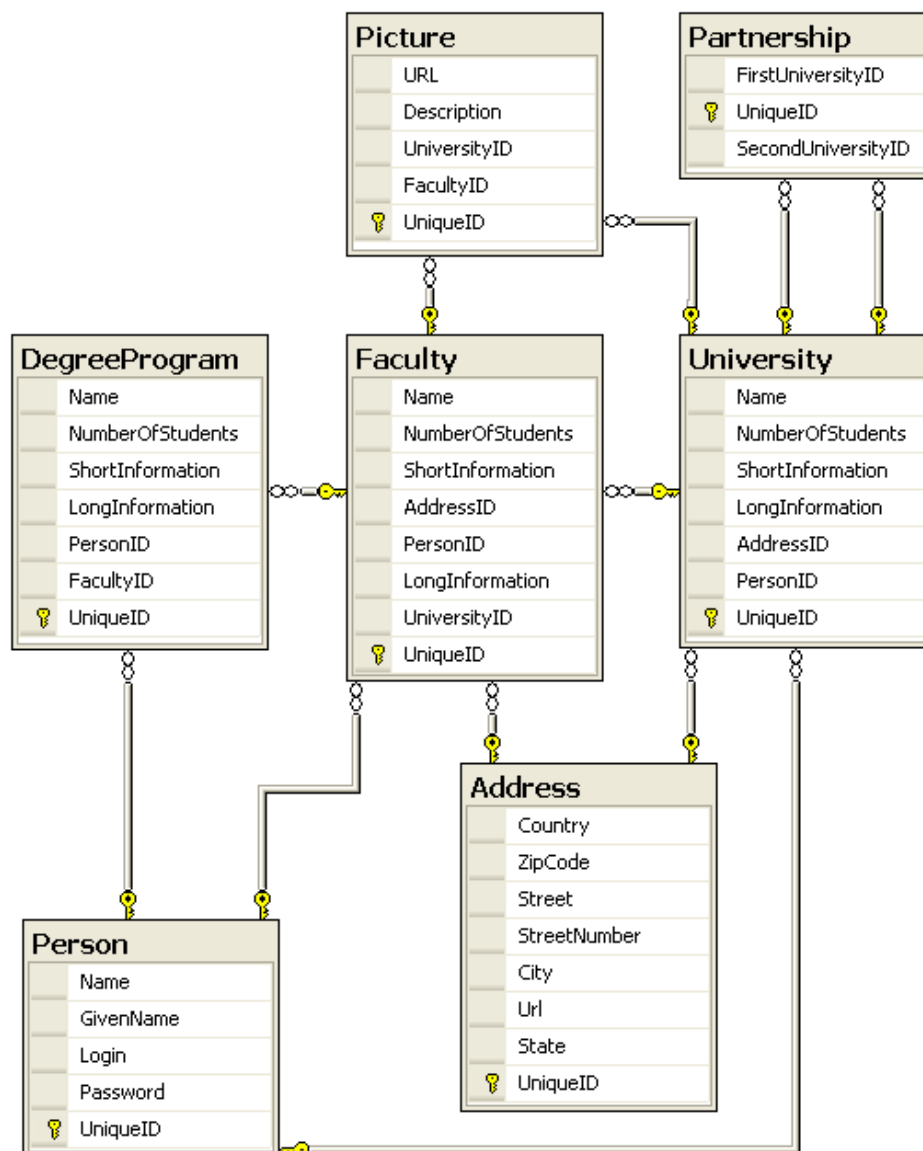 Picture
URL
Description
UniversityID
FacultyID
UniqueID
Partnership
FirstUniversityID
UniqueID
SecondUniversityID
DegreeProgram
Name
NumberOfStudents
ShortInformation
LongInformation
PersonID
FacultyID
UniqueID
Faculty
Name
NumberOfStudents
ShortInformation
AddressID
PersonID
LongInformation
UniversityID
UniqueID
University
Name
NumberOfStudents
ShortInformation
LongInformation
AddressID
PersonID
UniqueID
Person
Name
GivenName
Login
Password
UniqueID
Address
Country
ZipCode
Street
StreetNumber
City
Url
State
UniqueID